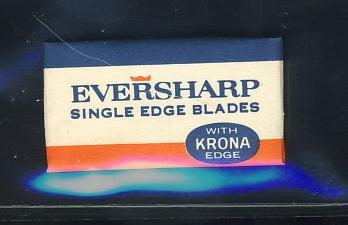 EVERSHARP
SINGLE EDGE BLADES
WITH
KRONA
EDGE